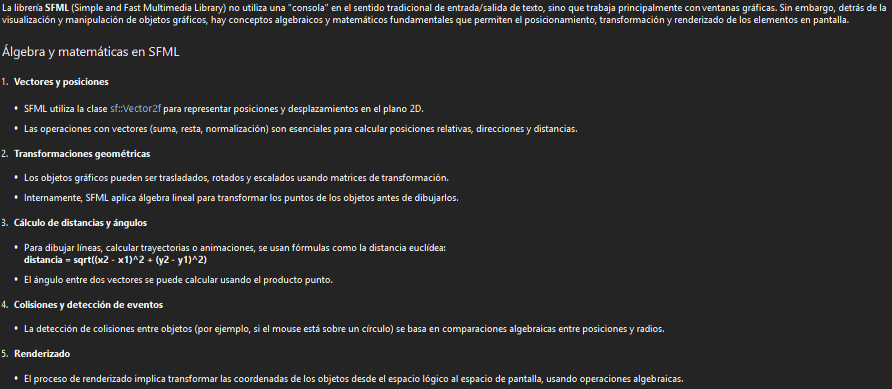 La librería SFML (Simple and Fast Multimedia Library) no utiliza una "consola" en el sentido tradicional de entrada/salida de texto, sino que trabaja principalmente con ventanas gráficas. Sin embargo, detrás de la
visualización y manipulación de objetos gráficos, hay conceptos algebraicos y matemáticos fundamentales que permiten el posicionamiento, transformación y renderizado de los elementos en pantalla.
Álgebra y matemáticas en SFML
1. Vectores y posiciones
• SFML utiliza la clase sf::Vector2f para representar posiciones y desplazamientos en el plano 2D.
• Las operaciones con vectores (suma, resta, normalización) son esenciales para calcular posiciones relativas, direcciones y distancias.
2. Transformaciones geométricas
• Los objetos gráficos pueden ser trasladados, rotados y escalados usando matrices de transformación.
• Internamente, SFML aplica álgebra lineal para transformar los puntos de los objetos antes de dibujarlos.
3. Cálculo de distancias y ángulos
• Para dibujar líneas, calcular trayectorias o animaciones, se usan fórmulas como la distancia euclídea:
distancia = sqrt((x2 - x1)^2 + (y2 - y1)^2)
• El ángulo entre dos vectores se puede calcular usando el producto punto.
4. Colisiones y detección de eventos
• La detección de colisiones entre objetos (por ejemplo, si el mouse está sobre un círculo) se basa en comparaciones algebraicas entre posiciones y radios.
5. Renderizado
• El proceso de renderizado implica transformar las coordenadas de los objetos desde el espacio lógico al espacio de pantalla, usando operaciones algebraicas.